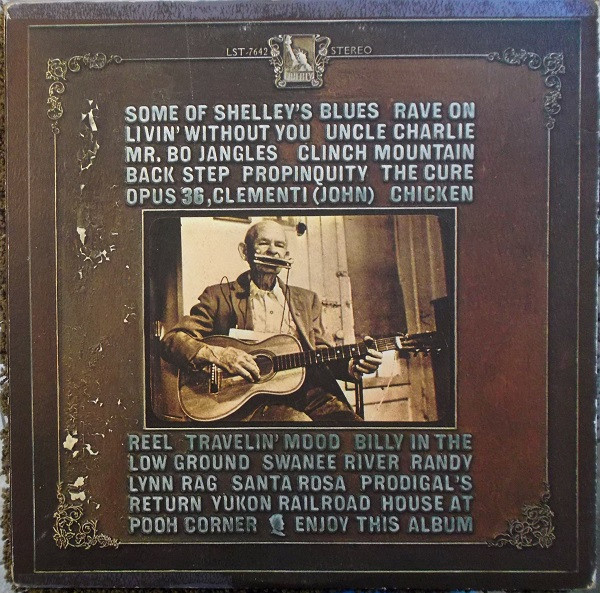 LST-7642 LIBERTY STEREO
SOME OF SHELLEY'S BLUES RAVE ON
LIVIN' WITHOUT YOU UNCLE CHARLIE
MR. BO JANGLES CLINCH MOUNTAIN
BACK STEP PROPINQUITY THE CURE
OPUS 36, CLEMENTI (JOHN) CHICKEN
REEL TRAVELIN' MOOD BILLY IN THE
LOW GROUND SWANEE RIVER RANDY
LYNN RAG SANTA ROSA PRODIGAL'S
RETURN YUKON RAILROAD HOUSE AT
POOH CORNER ENJOY THIS ALBUM